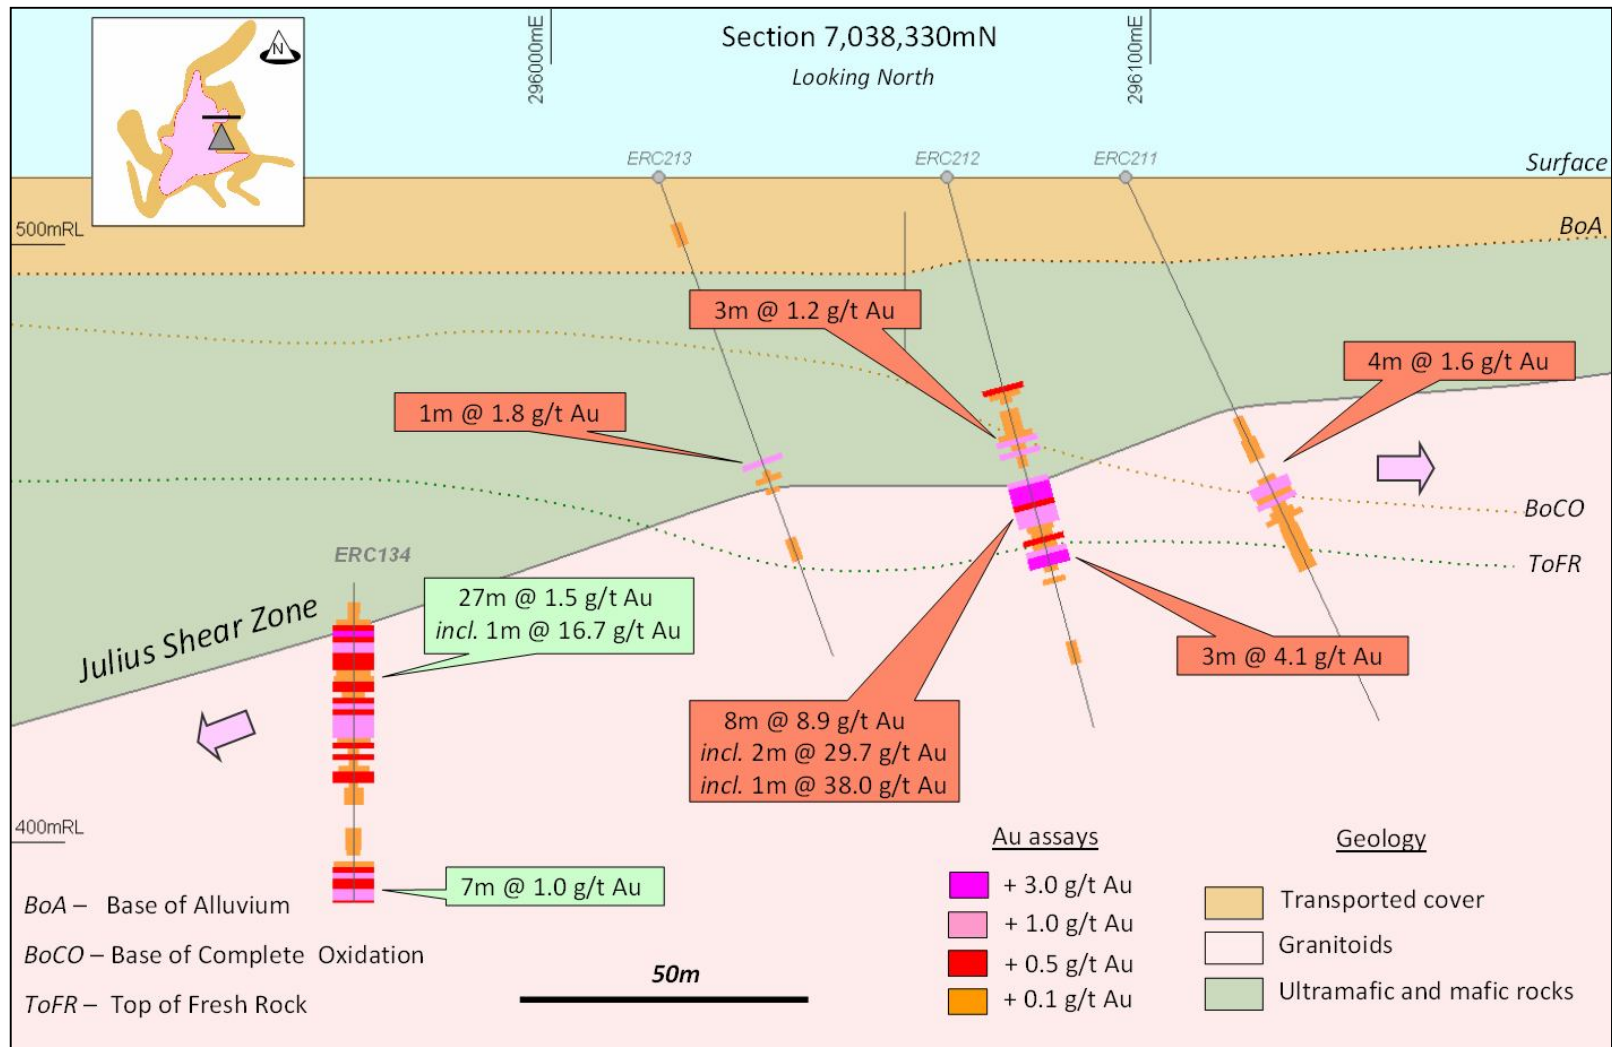 Section 7,038,330mN
Looking North
296000mE
296100mE
N
ERC213
ERC212
ERC211
Surface
500mRL
BoA
3m @ 1.2 g/t Au
4m @ 1.6 g/t Au
1m @ 1.8 g/t Au
BoCO
ToFR
ERC134
27m @ 1.5 g/t Au
incl. 1m @ 16.7 g/t Au
Julius Shear Zone
3m @ 4.1 g/t Au
8m @ 8.9 g/t Au
incl. 2m @ 29.7 g/t Au
incl. 1m @ 38.0 g/t Au
400mRL
7m @ 1.0 g/t Au
BoA – Base of Alluvium
BoCO – Base of Complete Oxidation
ToFR – Top of Fresh Rock
50m
Au assays
+ 3.0 g/t Au
+ 1.0 g/t Au
+ 0.5 g/t Au
+ 0.1 g/t Au
Geology
Transported cover
Granitoids
Ultramafic and mafic rocks